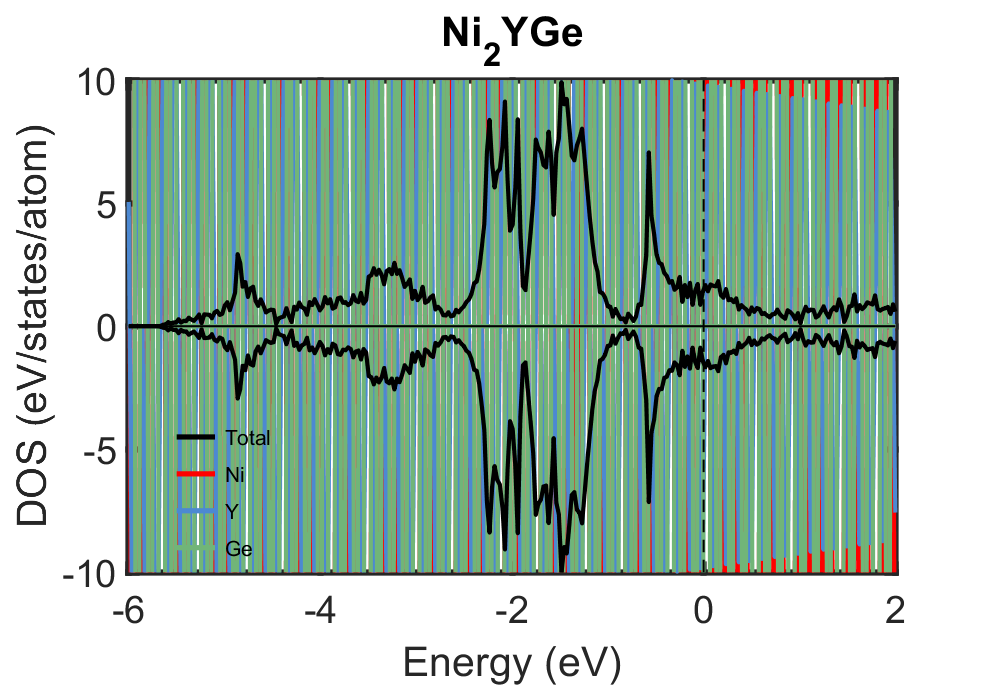 Ni₂YGe
DOS (eV/states/atom)
10
5
0
-5
-10
Total
Ni
Y
Ge
-6 -4 -2 0 2
Energy (eV)